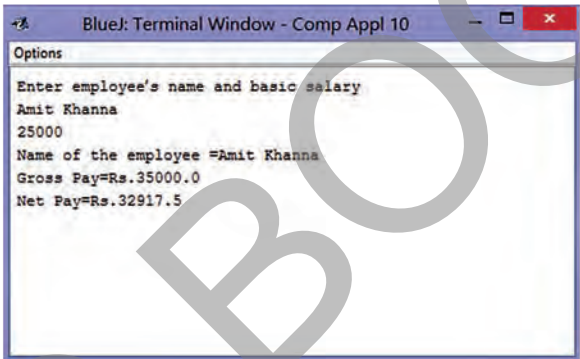 BlueJ: Terminal Window - Comp Appl 10
Options
Enter employee's name and basic salary
Amit Khanna
25000
Name of the employee =Amit Khanna
Gross Pay=Rs.35000.0
Net Pay=Rs.32917.5